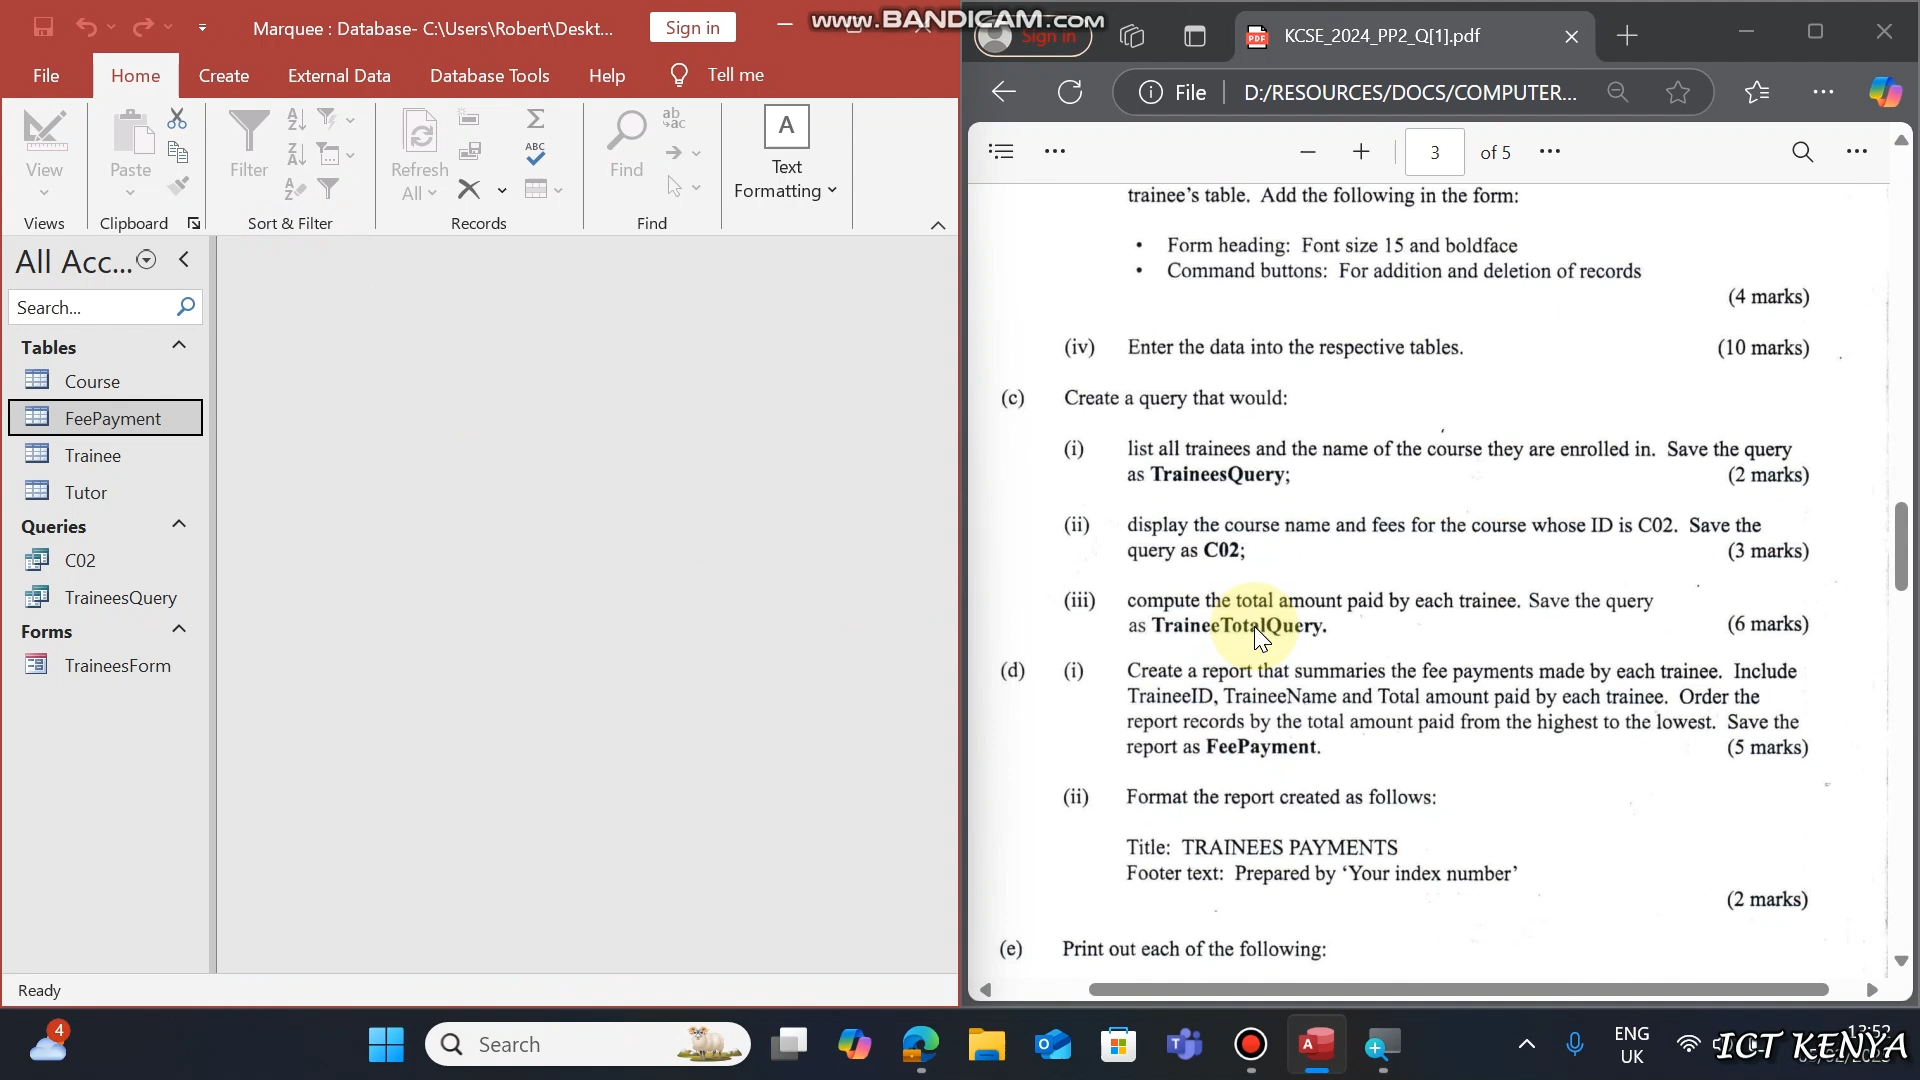 www.BANDICAM.com
Marquee : Database- C:\Users\Robert\Deskt...
Sign in
File
Home
Create
External Data
Database Tools
Help
Tell me
View
Paste
Filter
Refresh
All
Find
Text
Formatting
Views
Clipboard
Sort & Filter
Records
Find
All Acc...
Search...
Tables
Course
FeePayment
Trainee
Tutor
Queries
C02
TraineesQuery
Forms
TraineesForm
Ready
Sign in
KCSE_2024_PP2_Q[1].pdf
File
D:/RESOURCES/DOCS/COMPUTER...
3
of 5
trainee's table. Add the following in the form:
• Form heading: Font size 15 and boldface
• Command buttons: For addition and deletion of records
(4 marks)
(iv) Enter the data into the respective tables. (10 marks)
(c) Create a query that would:
(i) list all trainees and the name of the course they are enrolled in. Save the query
as TraineesQuery; (2 marks)
(ii) display the course name and fees for the course whose ID is C02. Save the
query as C02; (3 marks)
(iii) compute the total amount paid by each trainee. Save the query
as TraineeTotalQuery. (6 marks)
(d) (i) Create a report that summaries the fee payments made by each trainee. Include
TraineeID, TraineeName and Total amount paid by each trainee. Order the
report records by the total amount paid from the highest to the lowest. Save the
report as FeePayment. (5 marks)
(ii) Format the report created as follows:
Title: TRAINEES PAYMENTS
Footer text: Prepared by 'Your index number'
(2 marks)
(e) Print out each of the following:
4
Search
ENG
UK
ICT KENYA